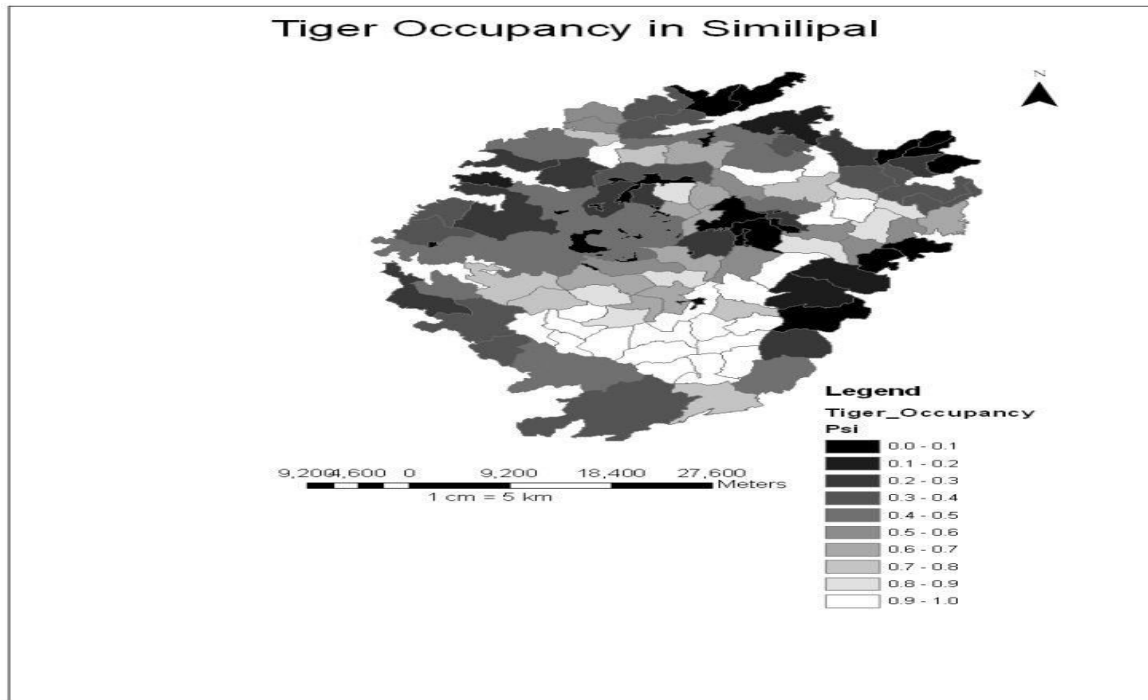 Tiger Occupancy in Similipal
N
Legend
Tiger_Occupancy
Psi
0.0 - 0.1
0.1 - 0.2
0.2 - 0.3
0.3 - 0.4
0.4 - 0.5
0.5 - 0.6
0.6 - 0.7
0.7 - 0.8
0.8 - 0.9
0.9 - 1.0
9,2004,600 0 9,200 18,400 27,600
Meters
1 cm = 5 km